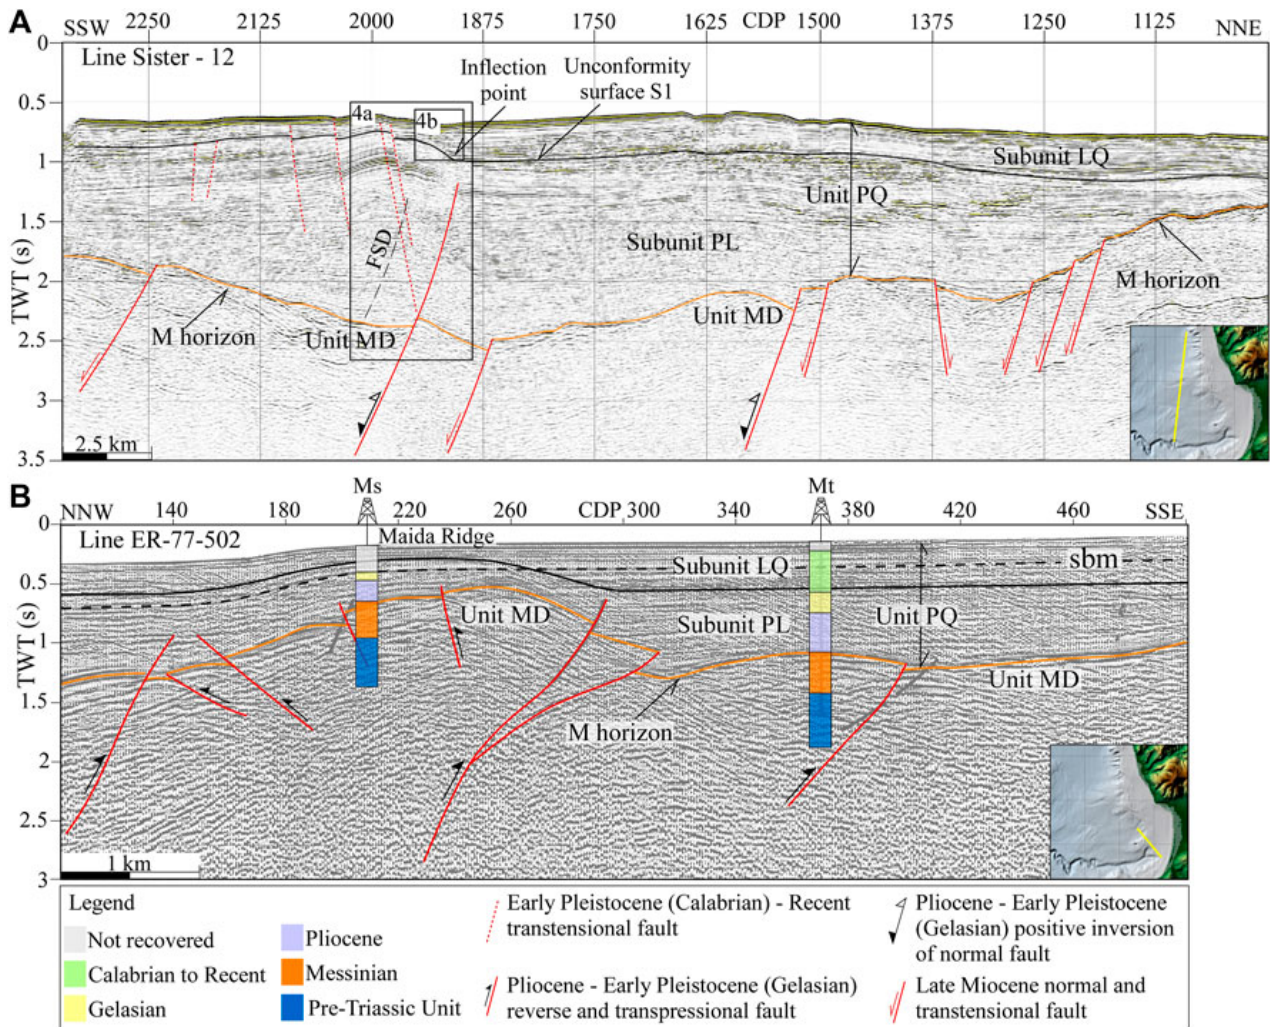 A
SSW 2250 2125 2000 1875 1750 1625 CDP 1500 1375 1250 1125 NNE
0
Line Sister - 12
Inflection
point
Unconformity
surface S1
0.5
4a
4b
1
Subunit LQ
Unit PQ
1.5
FSD
Subunit PL
TWT (s)
2
M horizon
M horizon
Unit MD
Unit MD
2.5
3
2.5 km
3.5
B
Ms
Mt
NNW 140 180 220 260 CDP 300 340 380 420 460 SSE
0
Line ER-77-502
Maida Ridge
Subunit LQ
sbm
0.5
Unit MD
Subunit PL
Unit PQ
1
TWT (s)
Unit MD
1.5
M horizon
2
2.5
1 km
3
Legend
Not recovered
Calabrian to Recent
Gelasian
Pliocene
Messinian
Pre-Triassic Unit
Early Pleistocene (Calabrian) - Recent
transtensional fault
Pliocene - Early Pleistocene (Gelasian)
reverse and transpressional fault
Pliocene - Early Pleistocene
(Gelasian) positive inversion
of normal fault
Late Miocene normal and
transtensional fault